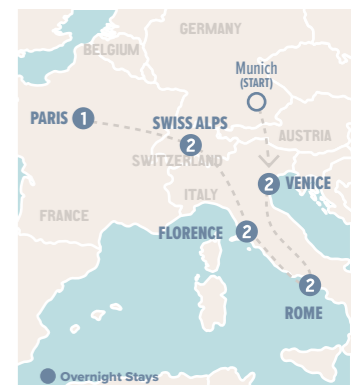 GERMANY
BELGIUM
Munich
(START)
PARIS 1
SWISS ALPS
2
AUSTRIA
SWITZERLAND
2 VENICE
ITALY
FRANCE
FLORENCE 2
2
ROME
Overnight Stays